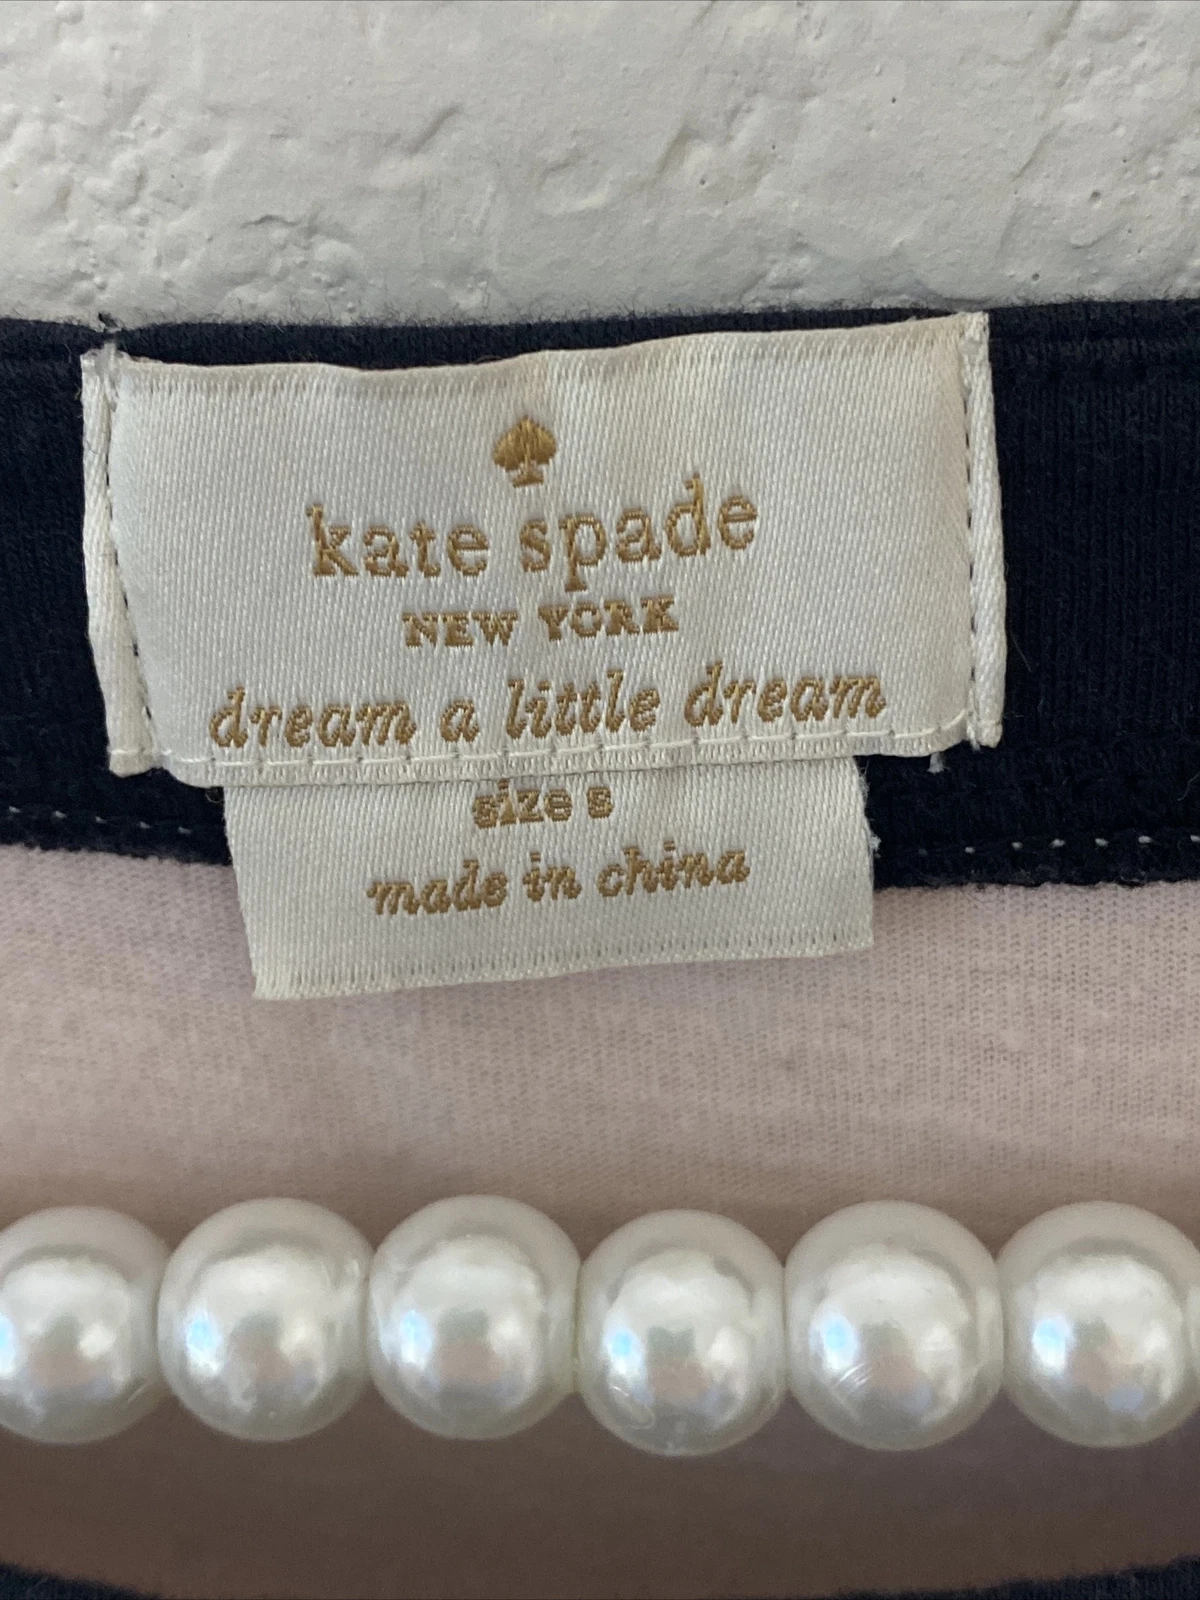 kate spade
NEW YORK
dream a little dream
size s
made in china